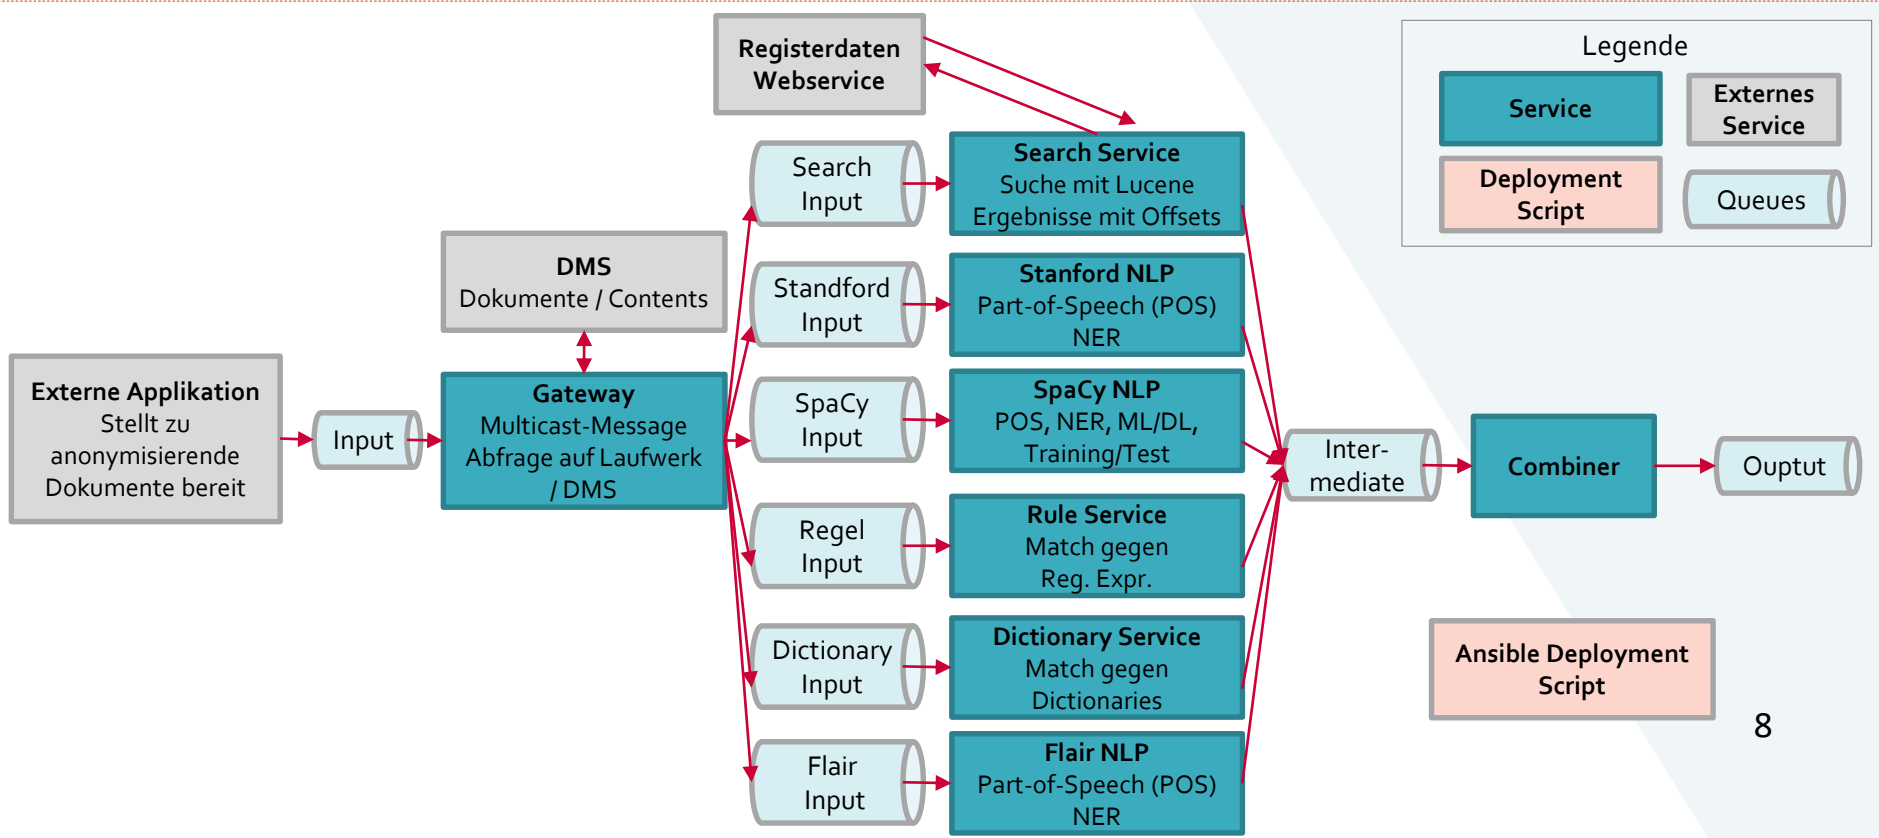 Registerdaten
Webservice
Legende
Service
Externes
Service
Deployment
Script
Queues
Search
Input
Search Service
Suche mit Lucene
Ergebnisse mit Offsets
DMS
Dokumente / Contents
Standford
Input
Stanford NLP
Part-of-Speech (POS)
NER
Externe Applikation
Stellt zu
anonymisierende
Dokumente bereit
Input
Gateway
Multicast-Message
Abfrage auf Laufwerk
/ DMS
SpaCy
Input
SpaCy NLP
POS, NER, ML/DL,
Training/Test
Inter-
mediate
Combiner
Ouptut
Regel
Input
Rule Service
Match gegen
Reg. Expr.
Dictionary
Input
Dictionary Service
Match gegen
Dictionaries
Ansible Deployment
Script
Flair
Input
Flair NLP
Part-of-Speech (POS)
NER
8